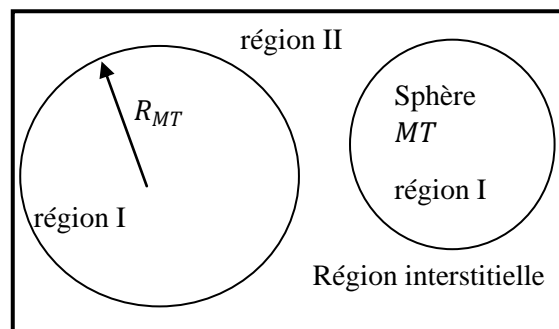 région II
R_MT
région I
Sphère
MT
région I
Région interstitielle